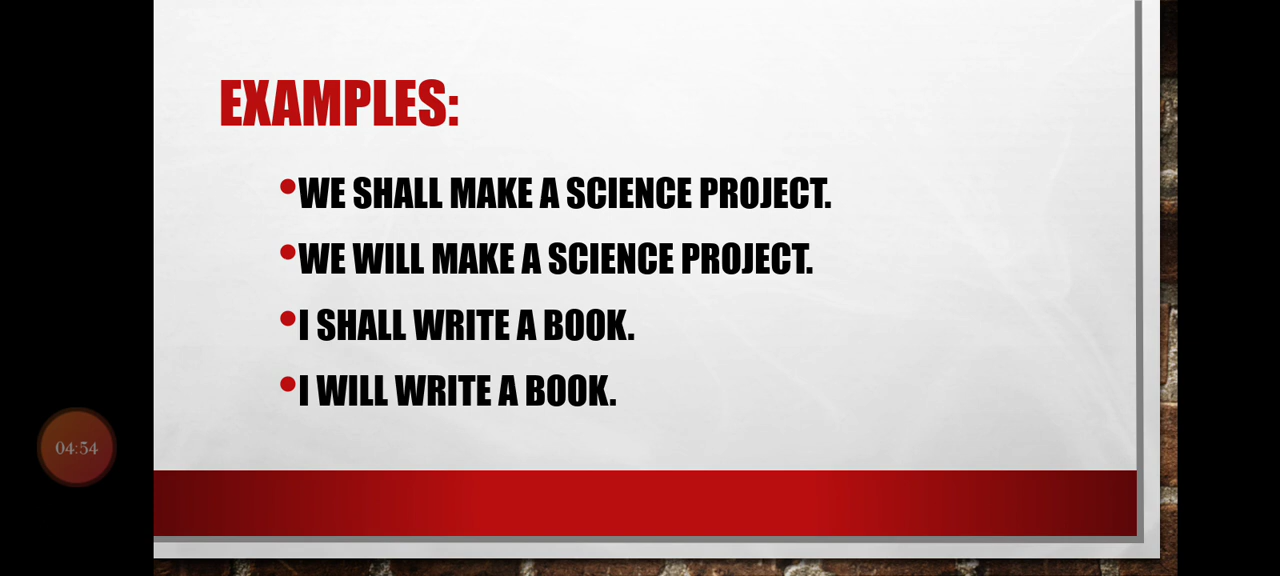 EXAMPLES:
•WE SHALL MAKE A SCIENCE PROJECT.
•WE WILL MAKE A SCIENCE PROJECT.
•I SHALL WRITE A BOOK.
•I WILL WRITE A BOOK.
04:54